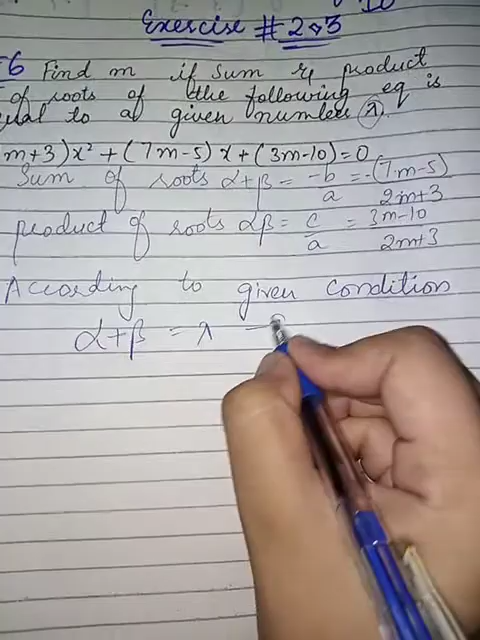 Exercise # 2.3
6 Find m if sum & product
of roots of the following eq is
ual to a given number λ.
m+3)x² + (7m-5)x + (3m-10) = 0
Sum of roots α+β = -b/a = -(7m-5)/2m+3
product of roots αβ = c/a = 3m-10/2m+3
According to given condition
α+β = λ